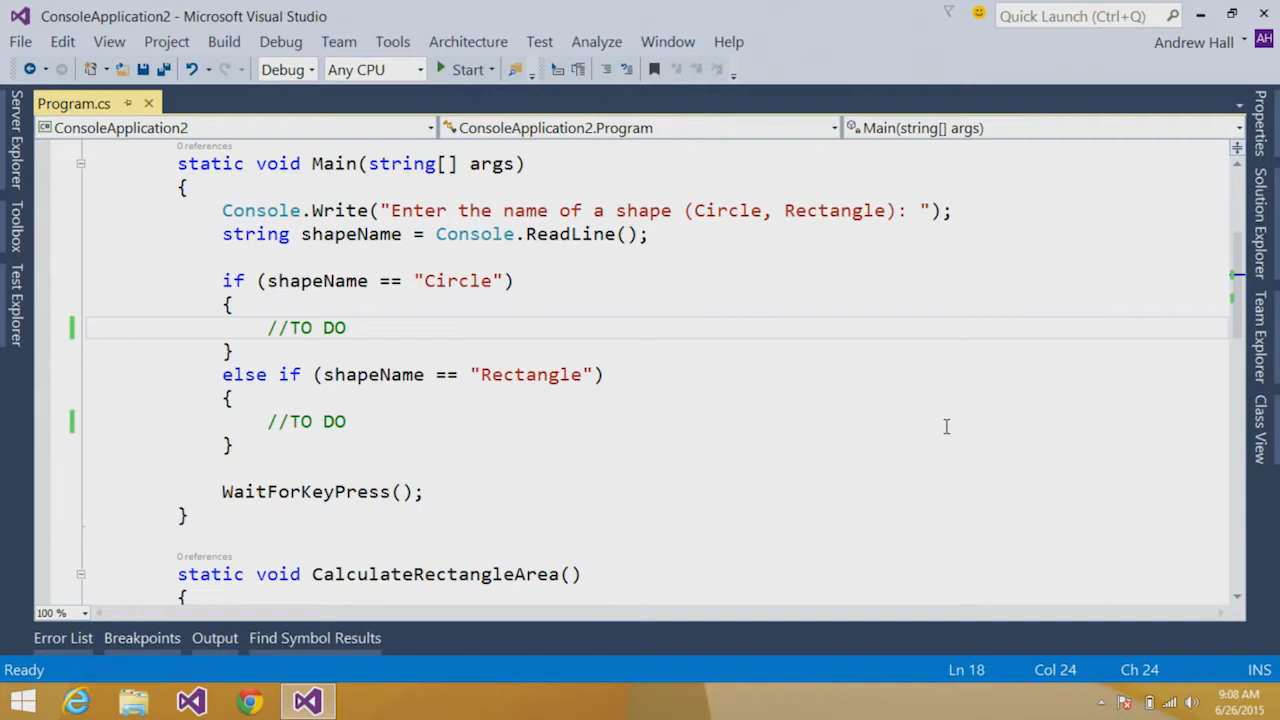 ConsoleApplication2 - Microsoft Visual Studio
Quick Launch (Ctrl+Q)
File Edit View Project Build Debug Team Tools Architecture Test Analyze Window Help
Andrew Hall AH
Debug Any CPU Start
Program.cs
ConsoleApplication2 ConsoleApplication2.Program Main(string[] args)
Server Explorer
Toolbox
Test Explorer
0 references
static void Main(string[] args)
{
Console.Write("Enter the name of a shape (Circle, Rectangle): ");
string shapeName = Console.ReadLine();
if (shapeName == "Circle")
{
//TO DO
}
else if (shapeName == "Rectangle")
{
//TO DO
}
WaitForKeyPress();
}
0 references
static void CalculateRectangleArea()
{
Properties
Solution Explorer
Team Explorer
Class View
100 %
Error List Breakpoints Output Find Symbol Results
Ready Ln 18 Col 24 Ch 24 INS
9:08 AM
6/26/2015